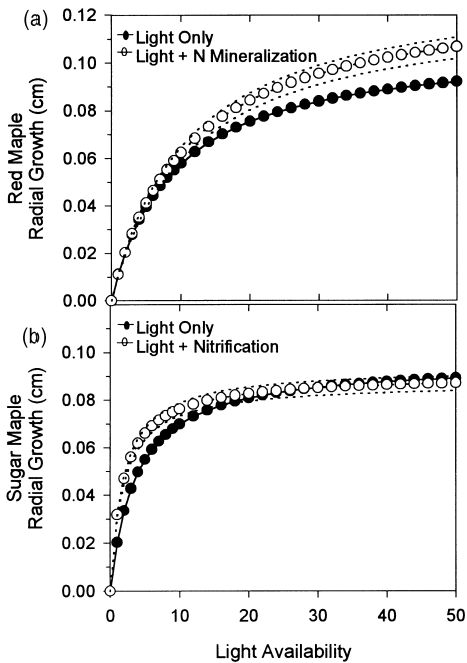 (a)
0.12
0.10
0.08
0.06
0.04
0.02
0.00
Red Maple
Radial Growth (cm)
Light Only
Light + N Mineralization
(b)
0.10
0.08
0.06
0.04
0.02
0.00
Sugar Maple
Radial Growth (cm)
Light Only
Light + Nitrification
0 10 20 30 40 50
Light Availability